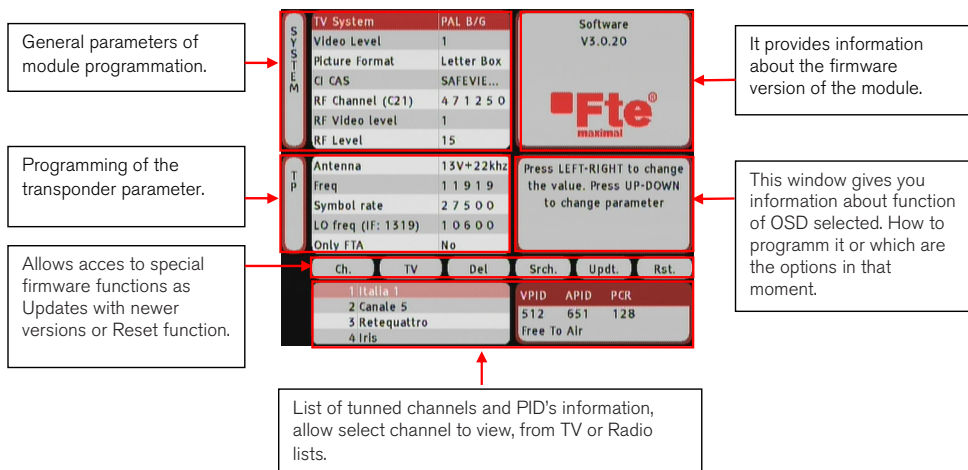 General parameters of
module programmation.
Programming of the
transponder parameter.
Allows acces to special
firmware functions as
Updates with newer
versions or Reset function.
SYSTEM
TV System PAL B/G
Video Level 1
Picture Format Letter Box
CI CAS SAFEVIE...
RF Channel (C21) 4 7 1 2 5 0
RF Video level 1
RF Level 15
Software
V3.0.20
Fte®
maximal
TP
Antenna 13V+22khz
Freq 1 1 9 1 9
Symbol rate 2 7 5 0 0
LO freq (IF: 1319) 1 0 6 0 0
Only FTA No
Press LEFT-RIGHT to change
the value. Press UP-DOWN
to change parameter
Ch. TV Del Srch. Updt. Rst.
1 Italia 1
2 Canale 5
3 Retequattro
4 Iris
VPID APID PCR
512 651 128
Free To Air
It provides information
about the firmware
version of the module.
This window gives you
information about function
of OSD selected. How to
programm it or which are
the options in that
moment.
List of tunned channels and PID's information,
allow select channel to view, from TV or Radio
lists.